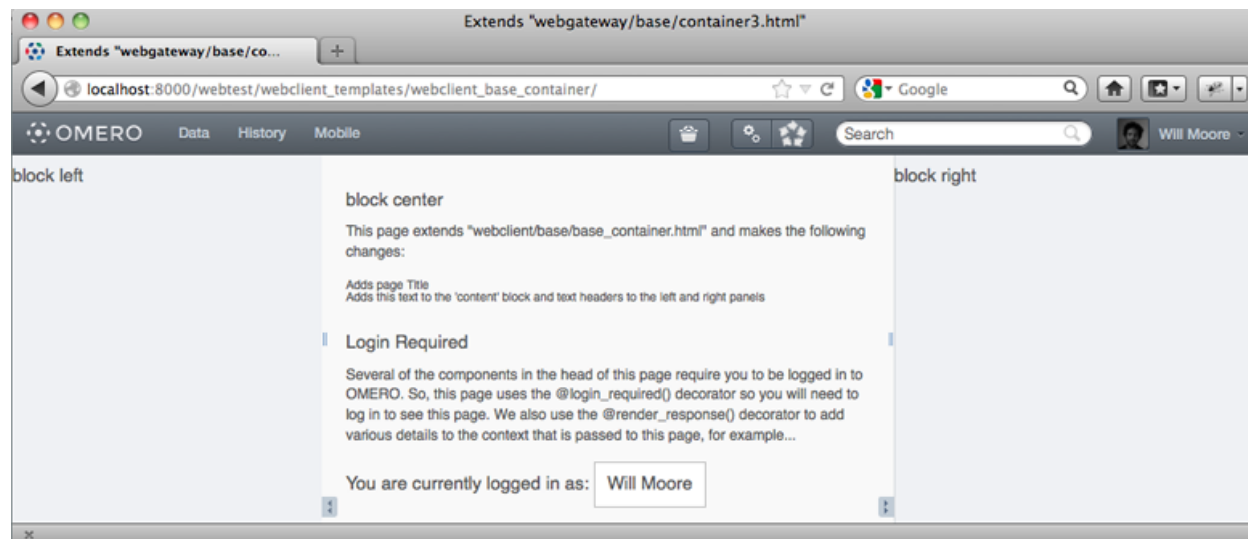 Extends "webgateway/base/container3.html"
Extends "webgateway/base/co...
localhost:8000/webtest/webclient_templates/webclient_base_container/
Google
OMERO Data History Mobile Search Will Moore
block left
block center
This page extends "webclient/base/base_container.html" and makes the following
changes:
Adds page Title
Adds this text to the 'content' block and text headers to the left and right panels
Login Required
Several of the components in the head of this page require you to be logged in to
OMERO. So, this page uses the @login_required() decorator so you will need to
log in to see this page. We also use the @render_response() decorator to add
various details to the context that is passed to this page, for example...
You are currently logged in as: Will Moore
block right